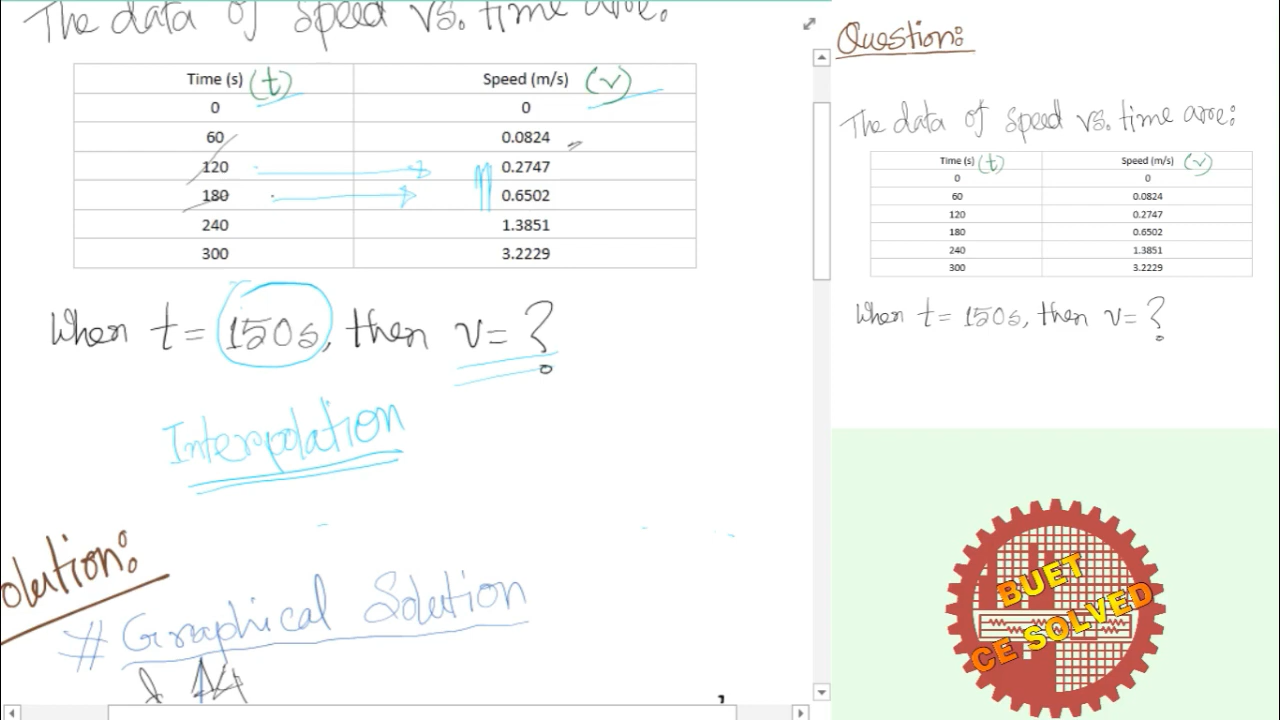 The data of speed vs. time are:
Time (s) (t) Speed (m/s) (v)
0 0
60 0.0824
120 0.2747
180 0.6502
240 1.3851
300 3.2229
When t = 150s, then v = ?
Interpolation
olution:
# Graphical Solution
1
Question:
The data of speed vs. time are:
Time (s) (t) Speed (m/s) (v)
0 0
60 0.0824
120 0.2747
180 0.6502
240 1.3851
300 3.2229
When t = 150s, then v = ?
BUET
CE SOLVED